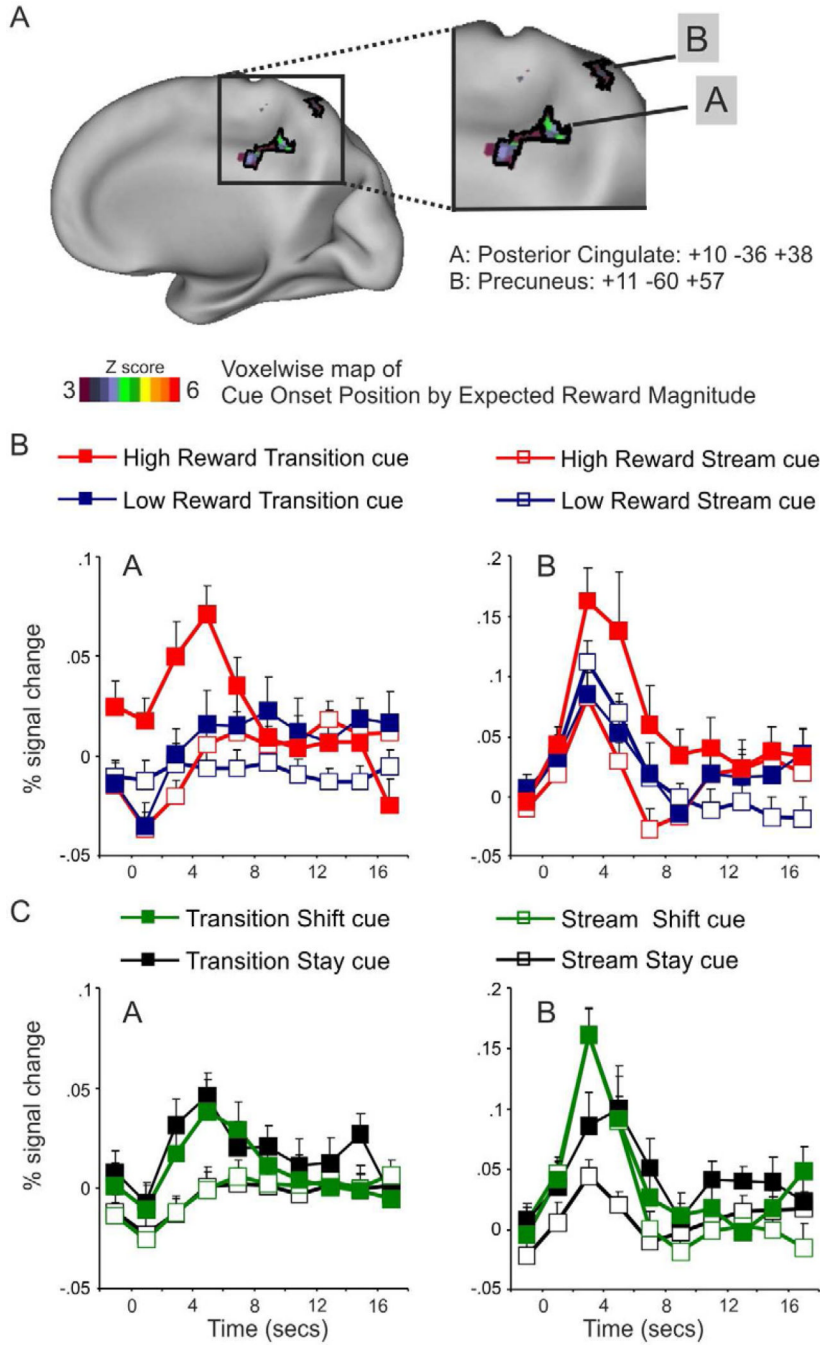 A
B
A
A: Posterior Cingulate: +10 -36 +38
B: Precuneus: +11 -60 +57
Z score
3 6
Voxelwise map of
Cue Onset Position by Expected Reward Magnitude
B
High Reward Transition cue
Low Reward Transition cue
High Reward Stream cue
Low Reward Stream cue
A
% signal change
.1
.05
0
-.05
0 4 8 12 16
B
.2
.15
.1
.05
0
-.05
0 4 8 12 16
C
Transition Shift cue
Transition Stay cue
Stream Shift cue
Stream Stay cue
A
% signal change
.1
.05
0
-.05
0 4 8 12 16
Time (secs)
B
.2
.15
.1
.05
0
-.05
0 4 8 12 16
Time (secs)